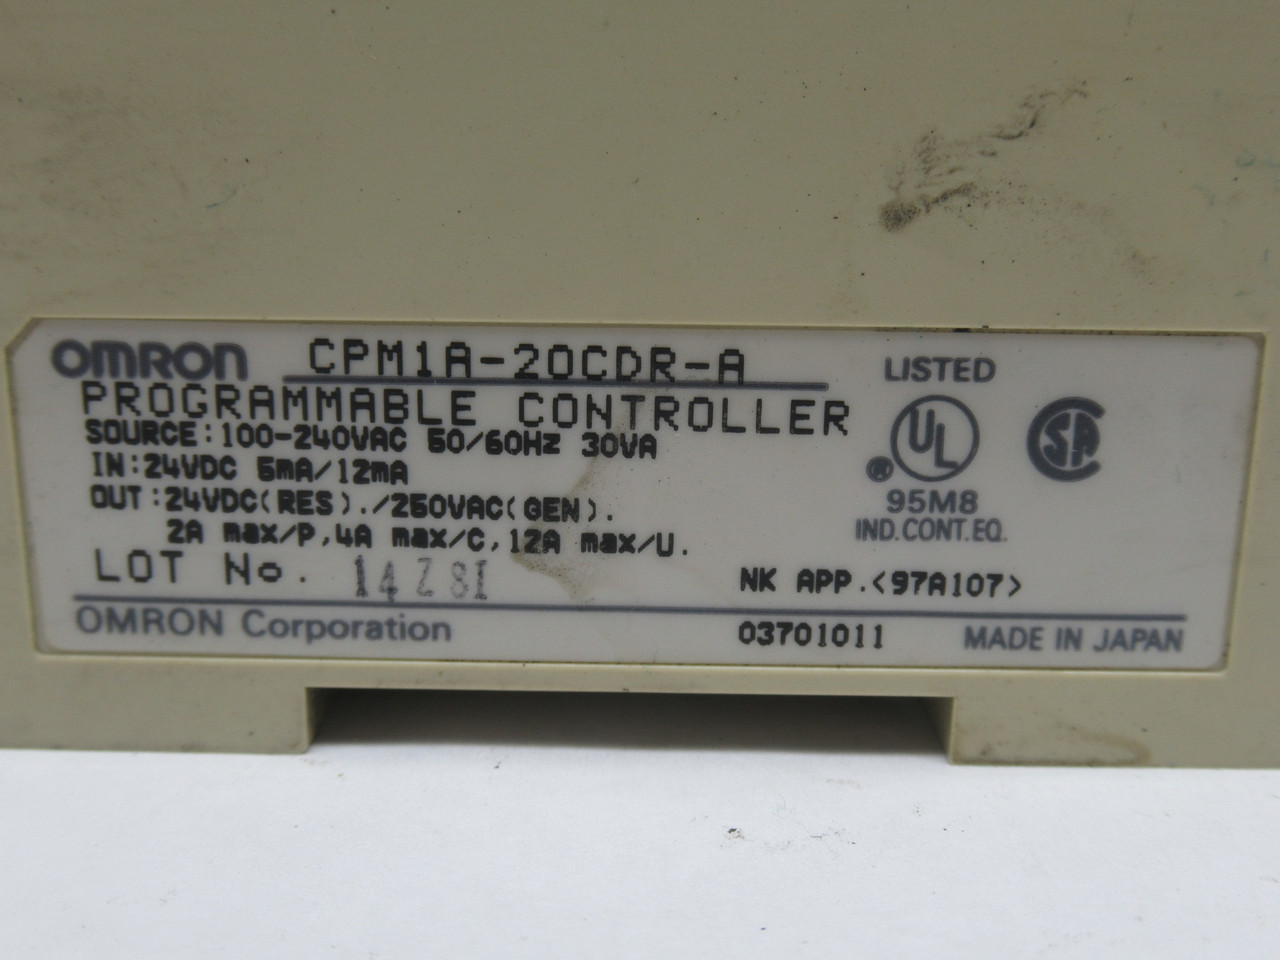 OMRON CPM1A-20CDR-A
PROGRAMMABLE CONTROLLER
SOURCE:100-240VAC 50/60Hz 30VA
IN:24VDC 5mA/12mA
OUT:24VDC(RES)./250VAC(GEN).
2A max/P,4A max/C,12A max/U.
LOT No. 14Z8I
OMRON Corporation
LISTED
UL
®
SA
95M8
IND.CONT.EQ.
NK APP.<97A107>
03701011
MADE IN JAPAN